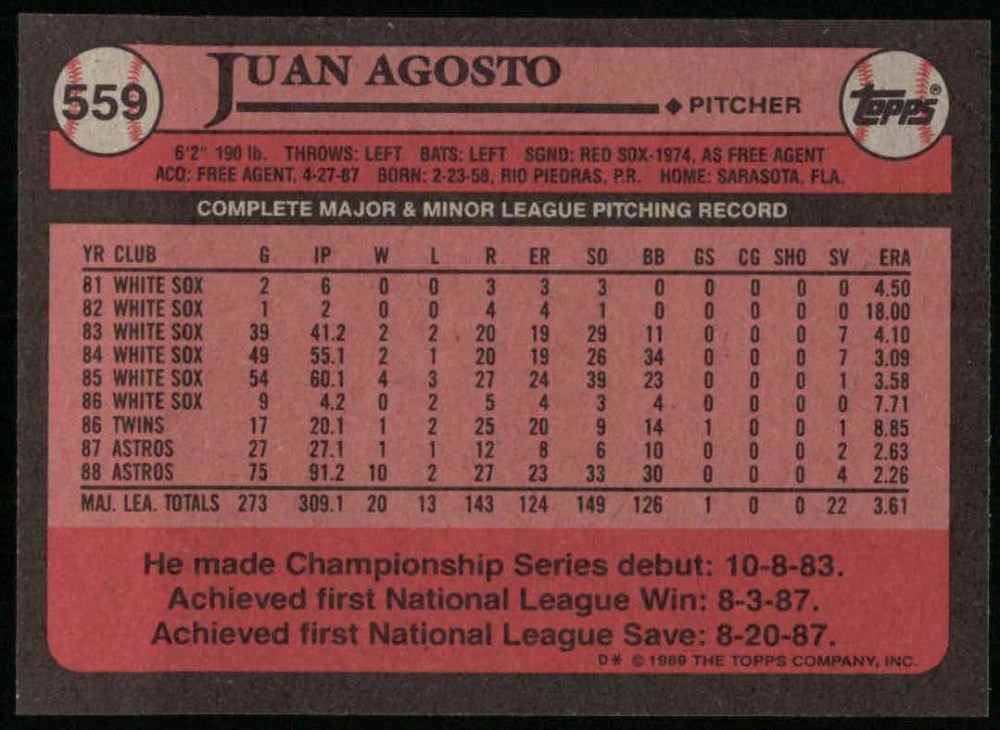 559
JUAN AGOSTO
◆ PITCHER
TOPPS®
6'2" 190 lb. THROWS: LEFT BATS: LEFT SGND: RED SOX-1974, AS FREE AGENT
ACQ: FREE AGENT, 4-27-87 BORN: 2-23-58, RIO PIEDRAS, P.R. HOME: SARASOTA, FLA.
COMPLETE MAJOR & MINOR LEAGUE PITCHING RECORD
YR CLUB G IP W L R ER SO BB GS CG SHO SV ERA
81 WHITE SOX 2 6 0 0 3 3 3 0 0 0 0 0 4.50
82 WHITE SOX 1 2 0 0 4 4 1 0 0 0 0 0 18.00
83 WHITE SOX 39 41.2 2 2 20 19 29 11 0 0 0 7 4.10
84 WHITE SOX 49 55.1 2 1 20 19 26 34 0 0 0 7 3.09
85 WHITE SOX 54 60.1 4 3 27 24 39 23 0 0 0 1 3.58
86 WHITE SOX 9 4.2 0 2 5 4 3 4 0 0 0 0 7.71
86 TWINS 17 20.1 1 2 25 20 9 14 1 0 0 1 8.85
87 ASTROS 27 27.1 1 1 12 8 6 10 0 0 0 2 2.63
88 ASTROS 75 91.2 10 2 27 23 33 30 0 0 0 4 2.26
MAJ. LEA. TOTALS 273 309.1 20 13 143 124 149 126 1 0 0 22 3.61
He made Championship Series debut: 10-8-83.
Achieved first National League Win: 8-3-87.
Achieved first National League Save: 8-20-87.
D* © 1989 THE TOPPS COMPANY, INC.